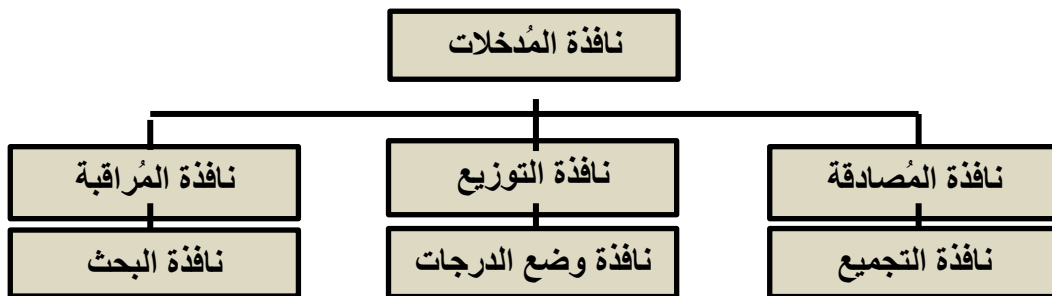 نافذة المُدخلات
نافذة المُصادقة
نافذة التوزيع
نافذة المُراقبة
نافذة التجميع
نافذة وضع الدرجات
نافذة البحث